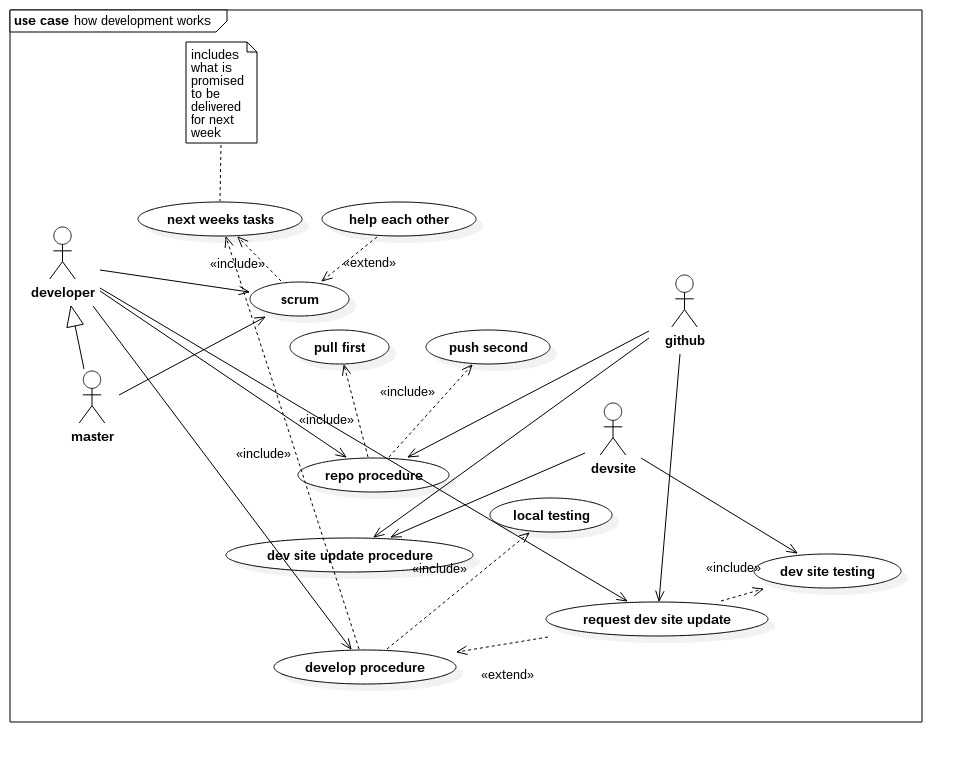 use case how development works
includes
what is
promised
to be
delivered
for next
week
next weeks tasks
help each other
«include»
«extend»
developer
scrum
github
pull first
push second
«include»
master
«include»
«include»
devsite
repo procedure
local testing
dev site update procedure
«include»
«include»
dev site testing
request dev site update
develop procedure
«extend»